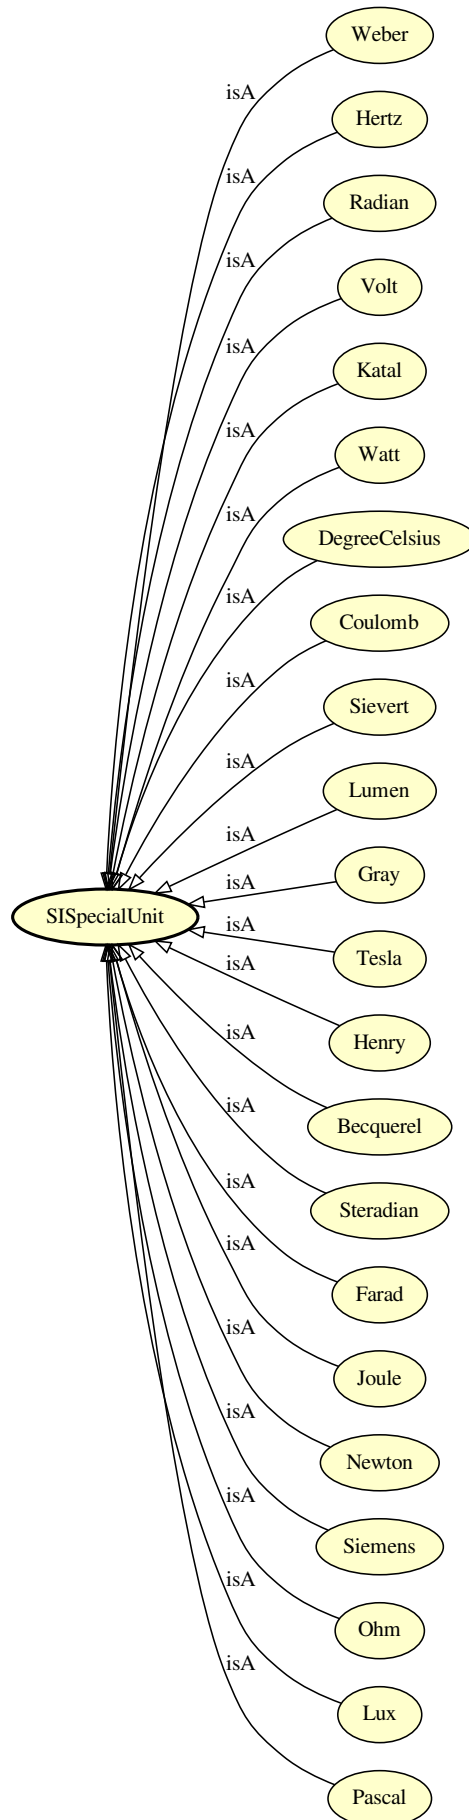 Weber
isA
Hertz
isA
Radian
isA
Volt
isA
Katal
isA
Watt
isA
DegreeCelsius
isA
Coulomb
isA
Sievert
isA
Lumen
isA
Gray
isA
SISpecialUnit
isA
Tesla
isA
Henry
isA
Becquerel
isA
Steradian
isA
Farad
isA
Joule
isA
Newton
isA
Siemens
isA
Ohm
isA
Lux
isA
Pascal